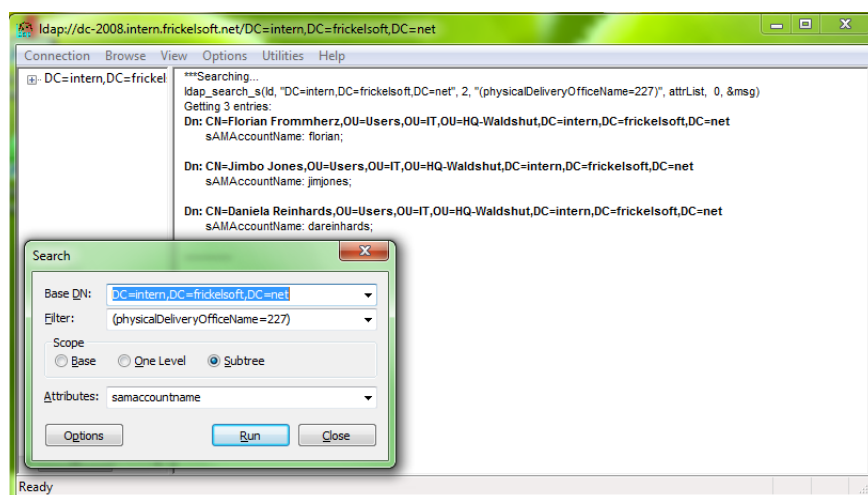 ldap://dc-2008.intern.frickelsoft.net/DC=intern,DC=frickelsoft,DC=net
Connection Browse View Options Utilities Help
DC=intern,DC=frickel
***Searching...
ldap_search_s(ld, "DC=intern,DC=frickelsoft,DC=net", 2, "(physicalDeliveryOfficeName=227)", attrList, 0, &msg)
Getting 3 entries:
Dn: CN=Florian Frommherz,OU=Users,OU=IT,OU=HQ-Waldshut,DC=intern,DC=frickelsoft,DC=net
sAMAccountName: florian;
Dn: CN=Jimbo Jones,OU=Users,OU=IT,OU=HQ-Waldshut,DC=intern,DC=frickelsoft,DC=net
sAMAccountName: jimjones;
Dn: CN=Daniela Reinhards,OU=Users,OU=IT,OU=HQ-Waldshut,DC=intern,DC=frickelsoft,DC=net
sAMAccountName: dareinhards;
Search
Base DN: DC=intern,DC=frickelsoft,DC=net
Filter: (physicalDeliveryOfficeName=227)
Scope
Base One Level Subtree
Attributes: samaccountname
Options Run Close
Ready